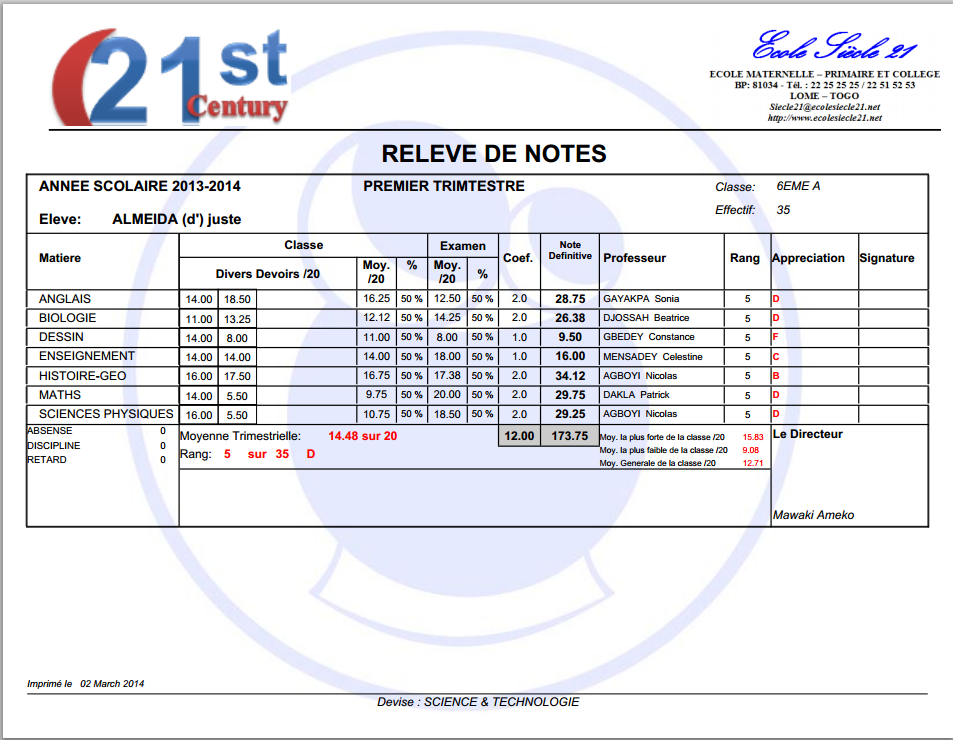 21st
Century
Ecole Siècle 21
ECOLE MATERNELLE – PRIMAIRE ET COLLEGE
BP: 81034 - Tél. : 22 25 25 25 / 22 51 52 53
LOME – TOGO
Siecle21@ecolesiecle21.net
http://www.ecolesiecle21.net
RELEVE DE NOTES
ANNEE SCOLAIRE 2013-2014 PREMIER TRIMTESTRE Classe: 6EME A
Effectif: 35
Eleve: ALMEIDA (d') juste
Matiere Classe Examen Coef. Note Definitive Professeur Rang Appreciation Signature
Divers Devoirs /20 Moy. /20 % Moy. /20 %
ANGLAIS 14.00 18.50 16.25 50 % 12.50 50 % 2.0 28.75 GAYAKPA Sonia 5 D
BIOLOGIE 11.00 13.25 12.12 50 % 14.25 50 % 2.0 26.38 DJOSSAH Beatrice 5 D
DESSIN 14.00 8.00 11.00 50 % 8.00 50 % 1.0 9.50 GBEDEY Constance 5 F
ENSEIGNEMENT 14.00 14.00 14.00 50 % 18.00 50 % 1.0 16.00 MENSADEY Celestine 5 C
HISTOIRE-GEO 16.00 17.50 16.75 50 % 17.38 50 % 2.0 34.12 AGBOYI Nicolas 5 B
MATHS 14.00 5.50 9.75 50 % 20.00 50 % 2.0 29.75 DAKLA Patrick 5 D
SCIENCES PHYSIQUES 16.00 5.50 10.75 50 % 18.50 50 % 2.0 29.25 AGBOYI Nicolas 5 D
ABSENSE 0
DISCIPLINE 0
RETARD 0
Moyenne Trimestrielle: 14.48 sur 20 12.00 173.75
Rang: 5 sur 35 D
Moy. la plus forte de la classe /20 15.83
Moy. la plus faible de la classe /20 9.08
Moy. Generale de la classe /20 12.71
Le Directeur
Mawaki Ameko
Imprimé le 02 March 2014
Devise : SCIENCE & TECHNOLOGIE